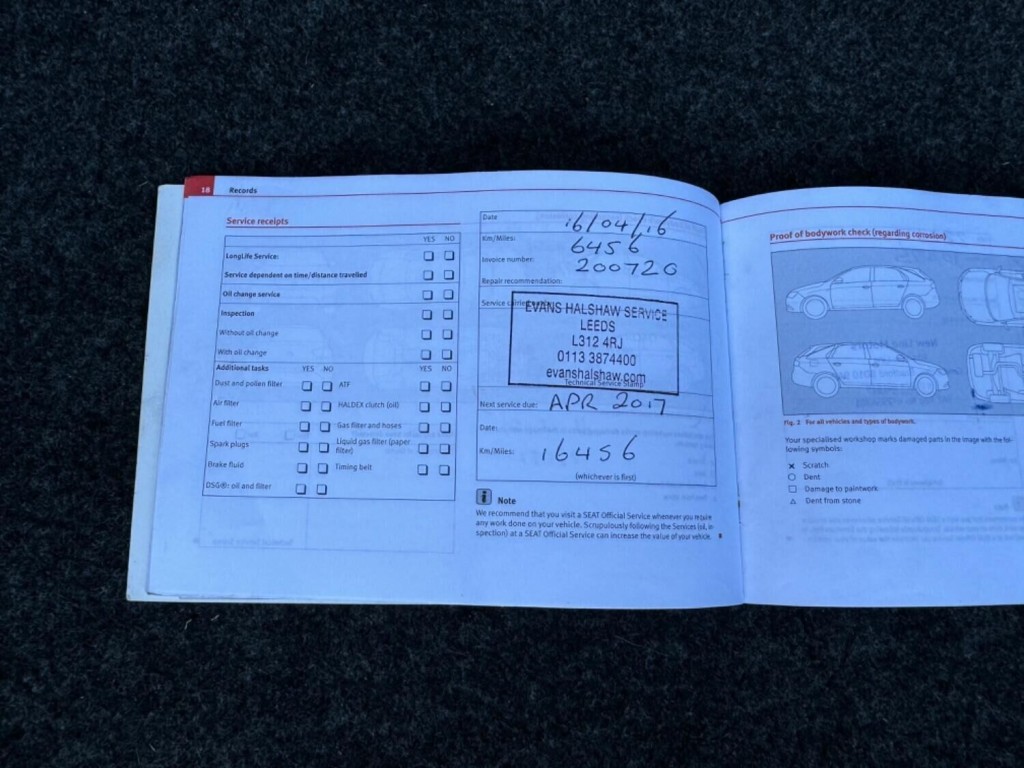 18 Records
Service receipts
YES NO
LongLife Service:
Service dependent on time/distance travelled
Oil change service
Inspection
Without oil change
With oil change
Additional tasks YES NO YES NO
Dust and pollen filter ATF
Air filter HALDEX clutch (oil)
Fuel filter Gas filter and hoses
Spark plugs Liquid gas filter (paper
filter)
Brake fluid Timing belt
DSG®: oil and filter
Date 16/04/16
Km/Miles: 6456
Invoice number: 200720
Repair recommendation:
Service carried
EVANS HALSHAW SERVICE
LEEDS
L312 4RJ
0113 3874400
evanshalshaw.com
Technical Service Stamp
Next service due: APR 2017
Date:
Km/Miles: 16456
(whichever is first)
i Note
We recommend that you visit a SEAT Official Service whenever you require
any work done on your vehicle. Scrupulously following the Services (oil, in
spection) at a SEAT Official Service can increase the value of your vehicle.
Proof of bodywork check (regarding corrosion)
Fig. 2 For all vehicles and types of bodywork.
Your specialised workshop marks damaged parts in the image with the fol-
lowing symbols:
Scratch
Dent
Damage to paintwork
Dent from stone